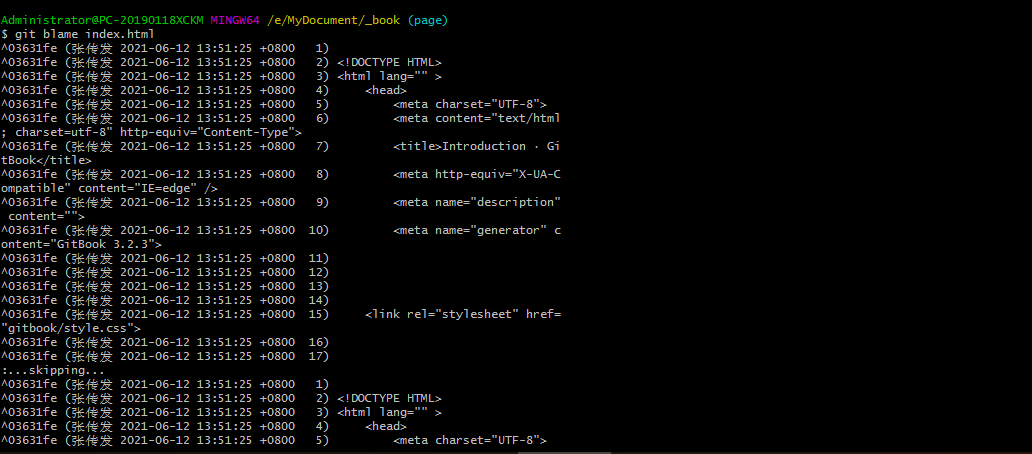 Administrator@PC-20190118XCKM MINGW64 /e/MyDocument/_book (page)
$ git blame index.html
^03631fe (张传发 2021-06-12 13:51:25 +0800   1)
^03631fe (张传发 2021-06-12 13:51:25 +0800   2) <!DOCTYPE HTML>
^03631fe (张传发 2021-06-12 13:51:25 +0800   3) <html lang="" >
^03631fe (张传发 2021-06-12 13:51:25 +0800   4)     <head>
^03631fe (张传发 2021-06-12 13:51:25 +0800   5)         <meta charset="UTF-8">
^03631fe (张传发 2021-06-12 13:51:25 +0800   6)         <meta content="text/html
; charset=utf-8" http-equiv="Content-Type">
^03631fe (张传发 2021-06-12 13:51:25 +0800   7)         <title>Introduction · Gi
tBook</title>
^03631fe (张传发 2021-06-12 13:51:25 +0800   8)         <meta http-equiv="X-UA-C
ompatible" content="IE=edge" />
^03631fe (张传发 2021-06-12 13:51:25 +0800   9)         <meta name="description"
 content="">
^03631fe (张传发 2021-06-12 13:51:25 +0800  10)         <meta name="generator" c
ontent="GitBook 3.2.3">
^03631fe (张传发 2021-06-12 13:51:25 +0800  11)
^03631fe (张传发 2021-06-12 13:51:25 +0800  12)
^03631fe (张传发 2021-06-12 13:51:25 +0800  13)
^03631fe (张传发 2021-06-12 13:51:25 +0800  14)
^03631fe (张传发 2021-06-12 13:51:25 +0800  15)     <link rel="stylesheet" href=
"gitbook/style.css">
^03631fe (张传发 2021-06-12 13:51:25 +0800  16)
^03631fe (张传发 2021-06-12 13:51:25 +0800  17)
:...skipping...
^03631fe (张传发 2021-06-12 13:51:25 +0800   1)
^03631fe (张传发 2021-06-12 13:51:25 +0800   2) <!DOCTYPE HTML>
^03631fe (张传发 2021-06-12 13:51:25 +0800   3) <html lang="" >
^03631fe (张传发 2021-06-12 13:51:25 +0800   4)     <head>
^03631fe (张传发 2021-06-12 13:51:25 +0800   5)         <meta charset="UTF-8">